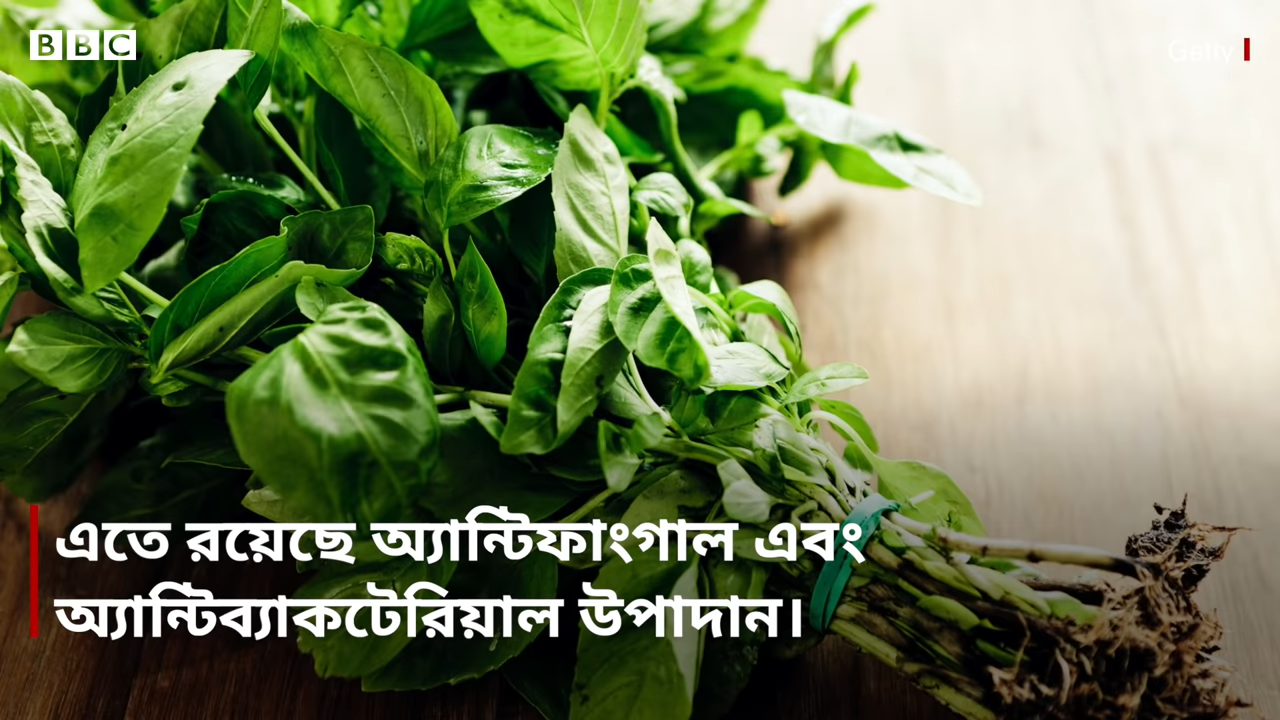 BBC
Getty
এতে রয়েছে অ্যান্টিফাংগাল এবং
অ্যান্টিব্যাকটেরিয়াল উপাদান।